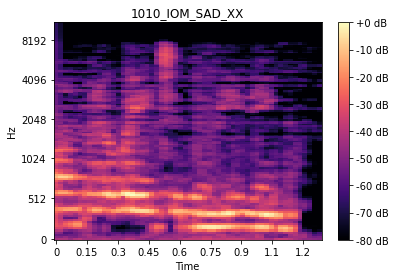 1010_IOM_SAD_XX
Hz
8192
4096
2048
1024
512
0
0 0.15 0.3 0.45 0.6 0.75 0.9 1.1 1.2
Time
+0 dB
-10 dB
-20 dB
-30 dB
-40 dB
-50 dB
-60 dB
-70 dB
-80 dB